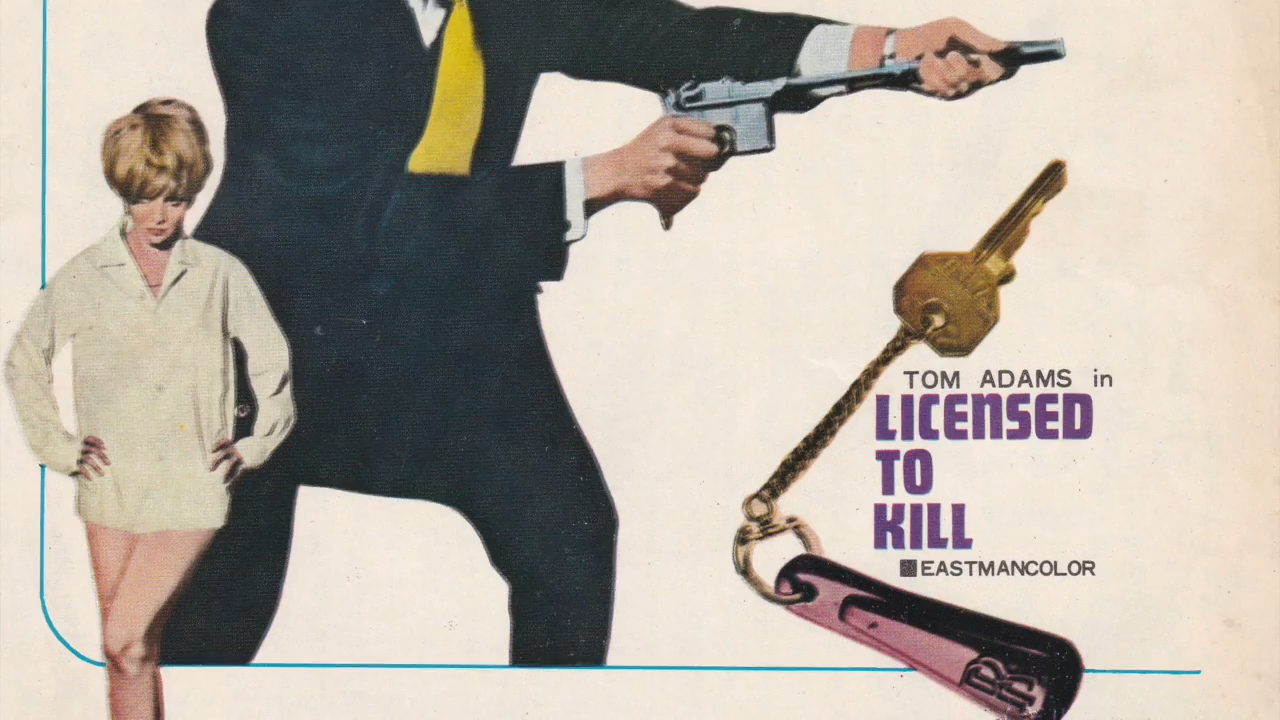 TOM ADAMS in
LICENSED
TO
KILL
EASTMANCOLOR